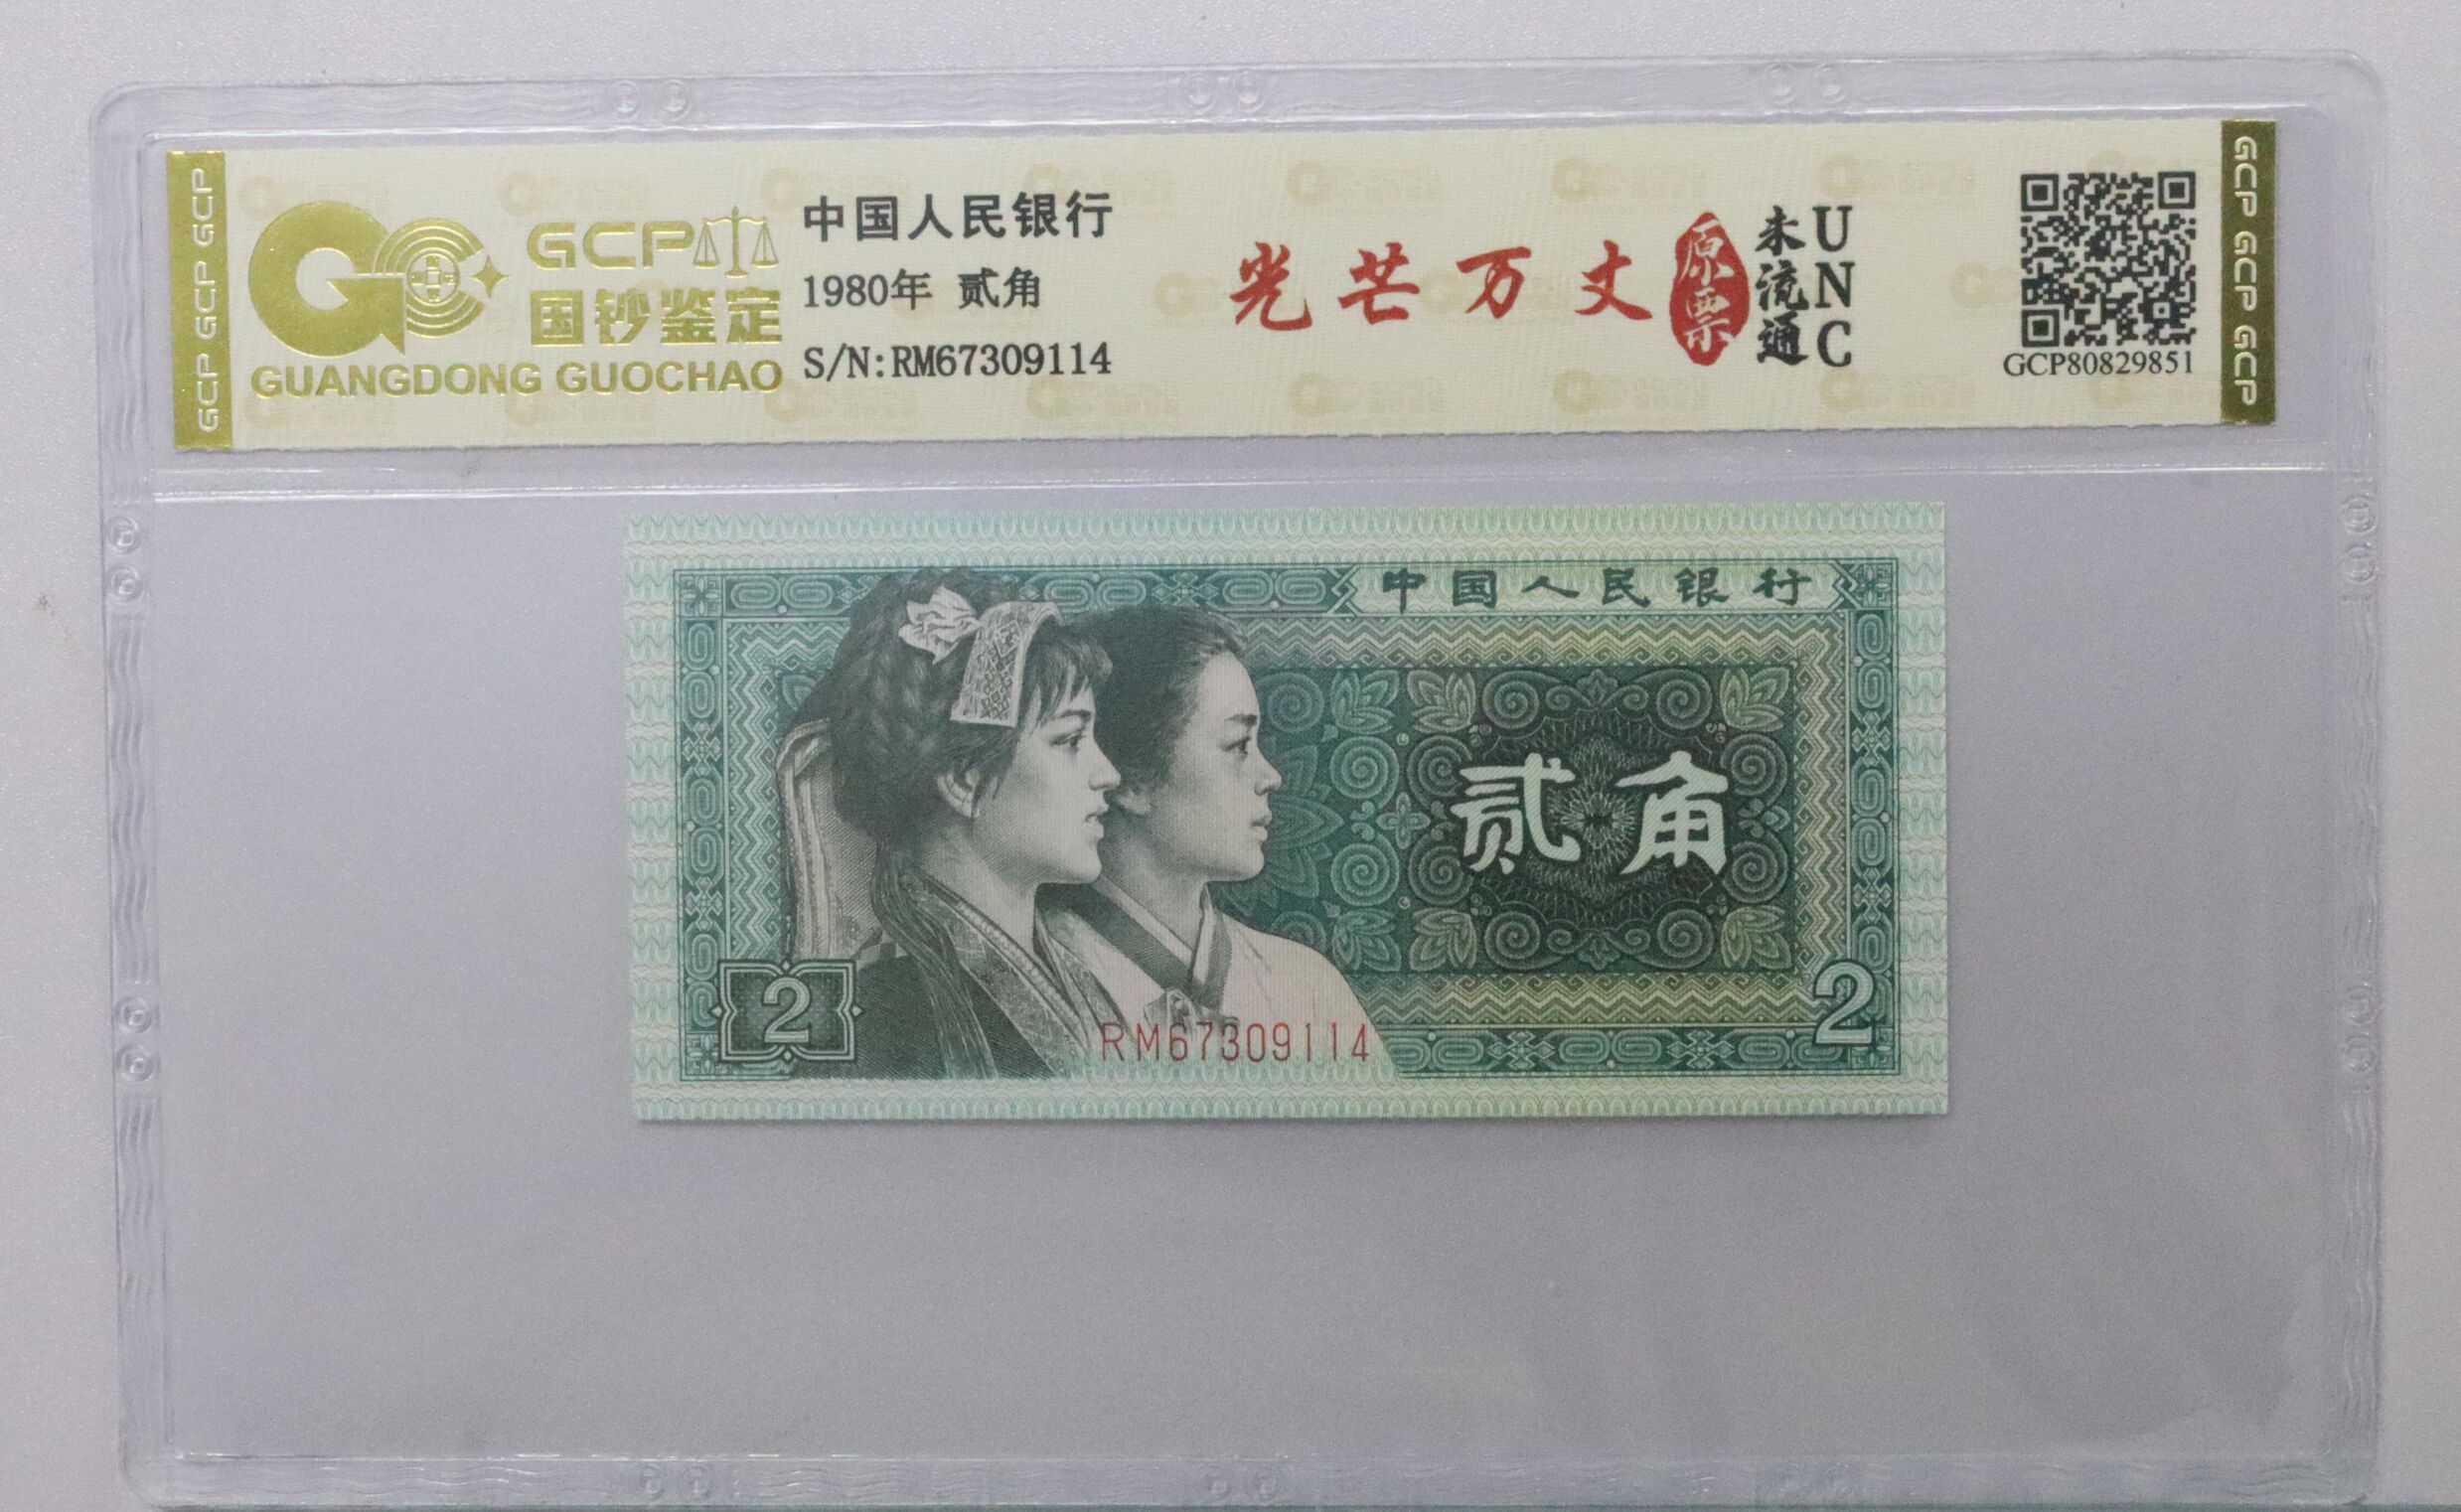 GCP GCP GCP
GCP
国钞鉴定
GUANGDONG GUOCHAO
中国人民银行
1980年 贰角
S/N:RM67309114
光芒万丈
原票
未流通
UNC
GCP80829851
GCP GCP GCP
中国人民银行
贰角
2
2
RM67309114